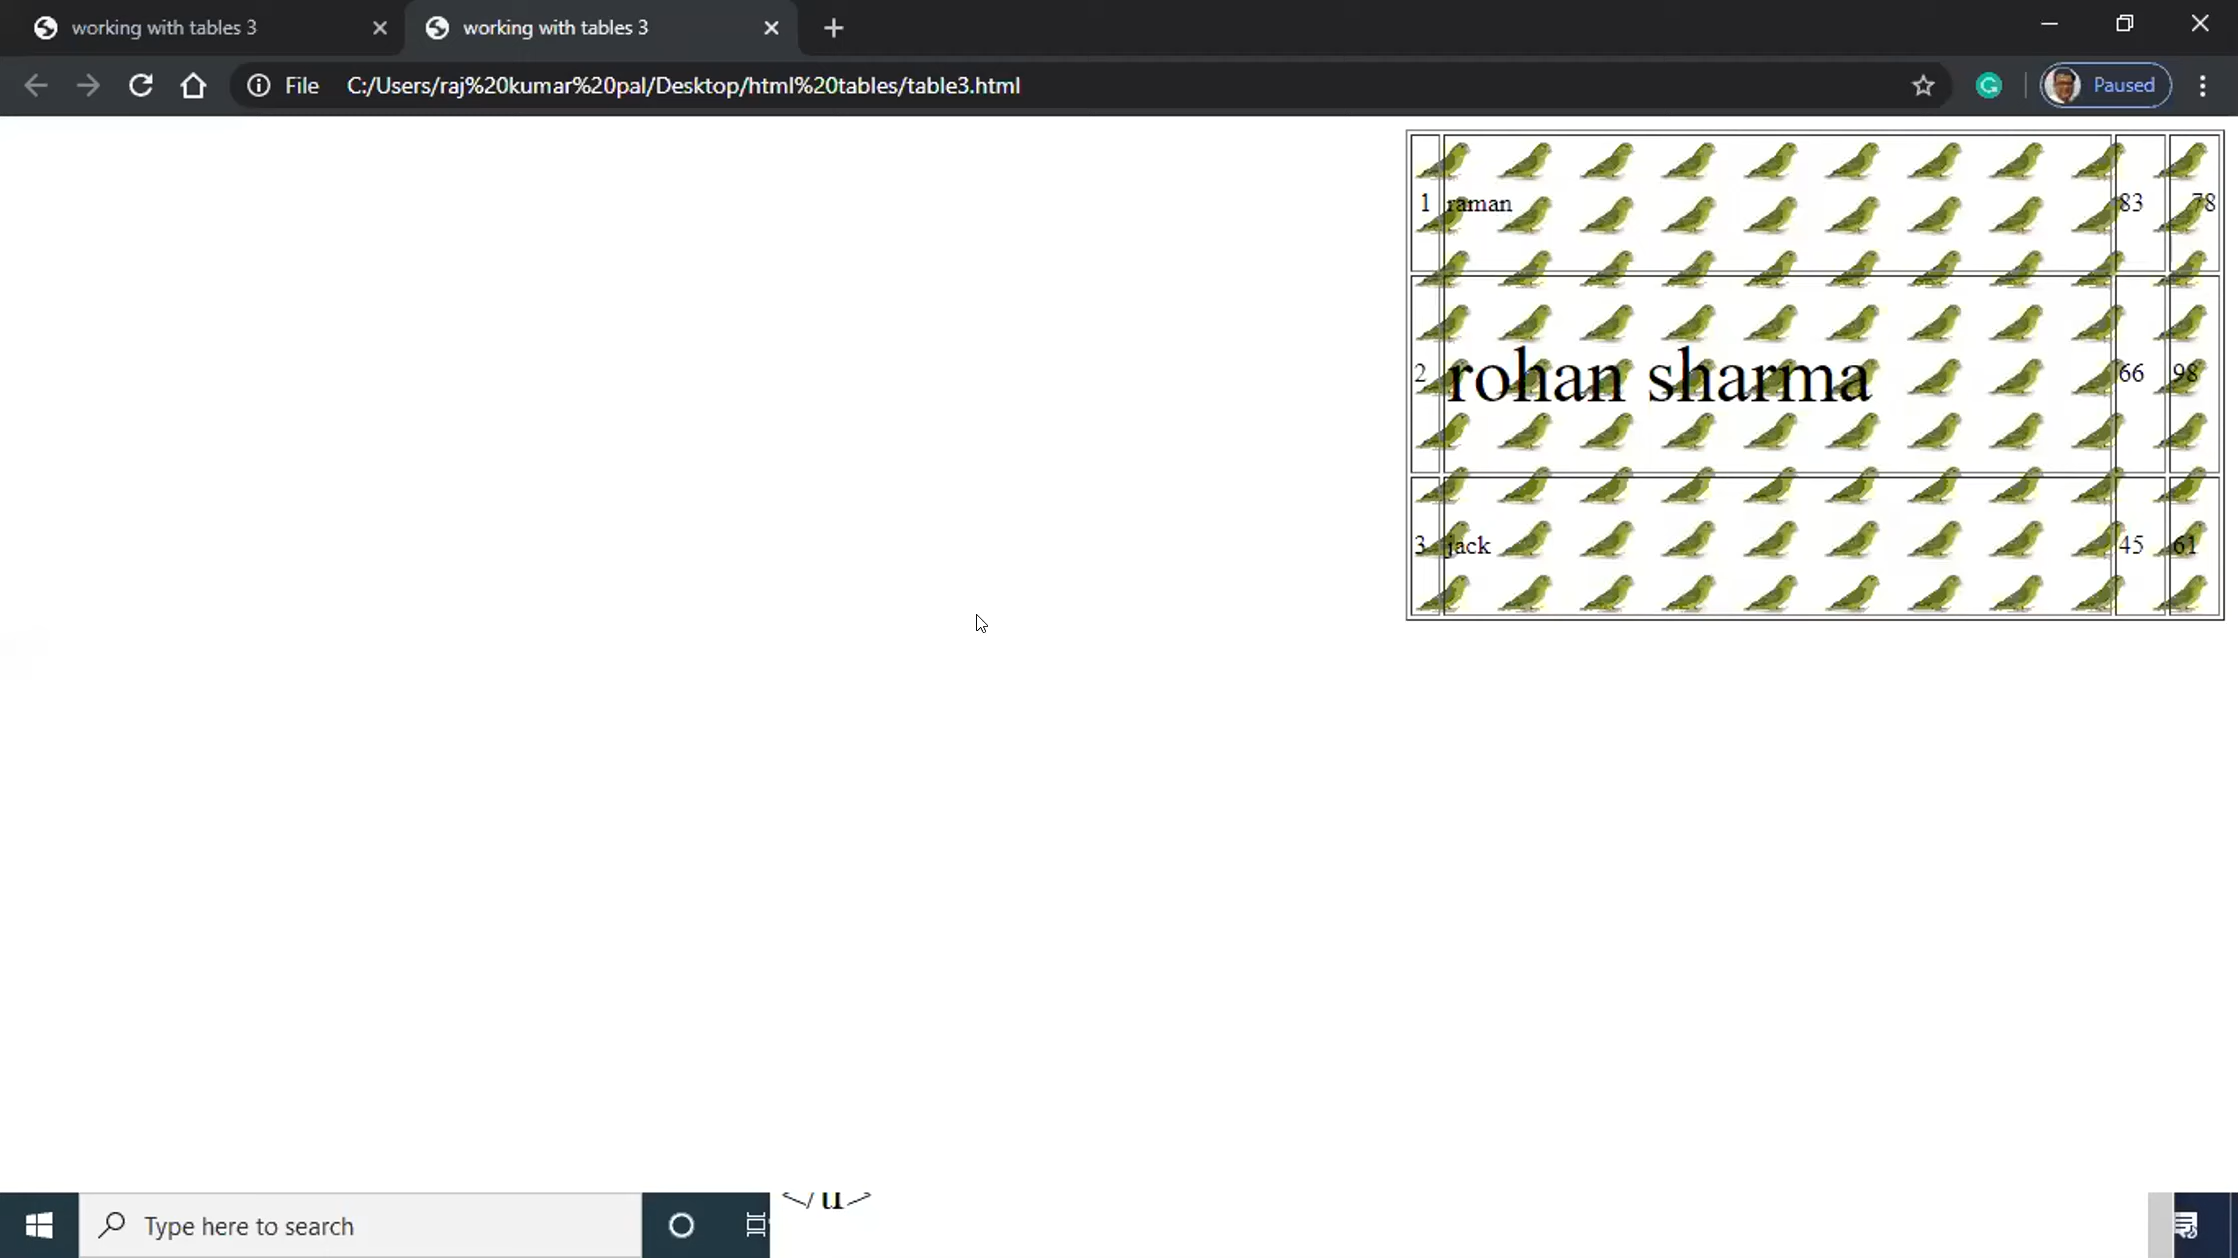 working with tables 3
working with tables 3
File C:/Users/raj%20kumar%20pal/Desktop/html%20tables/table3.html
Paused
1 raman 83 78
2 rohan sharma 66 98
3 jack 45 61
Type here to search